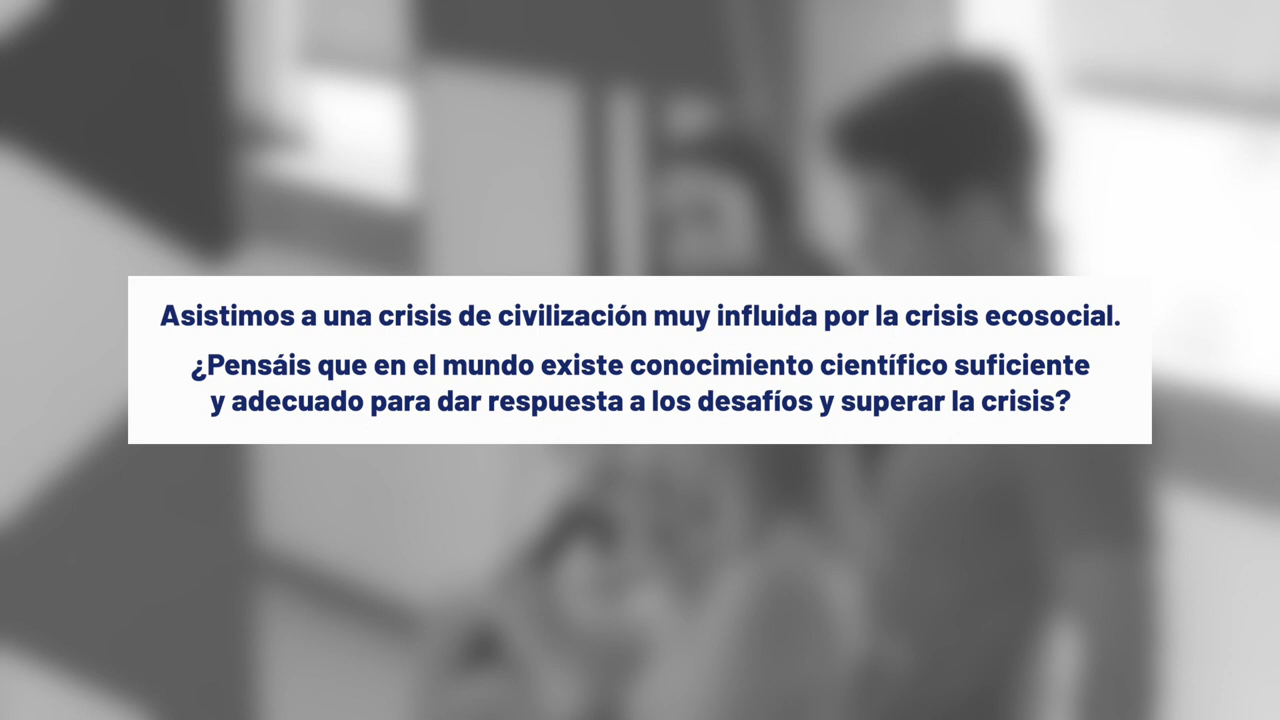 Asistimos a una crisis de civilización muy influida por la crisis ecosocial.
¿Pensáis que en el mundo existe conocimiento científico suficiente
y adecuado para dar respuesta a los desafíos y superar la crisis?